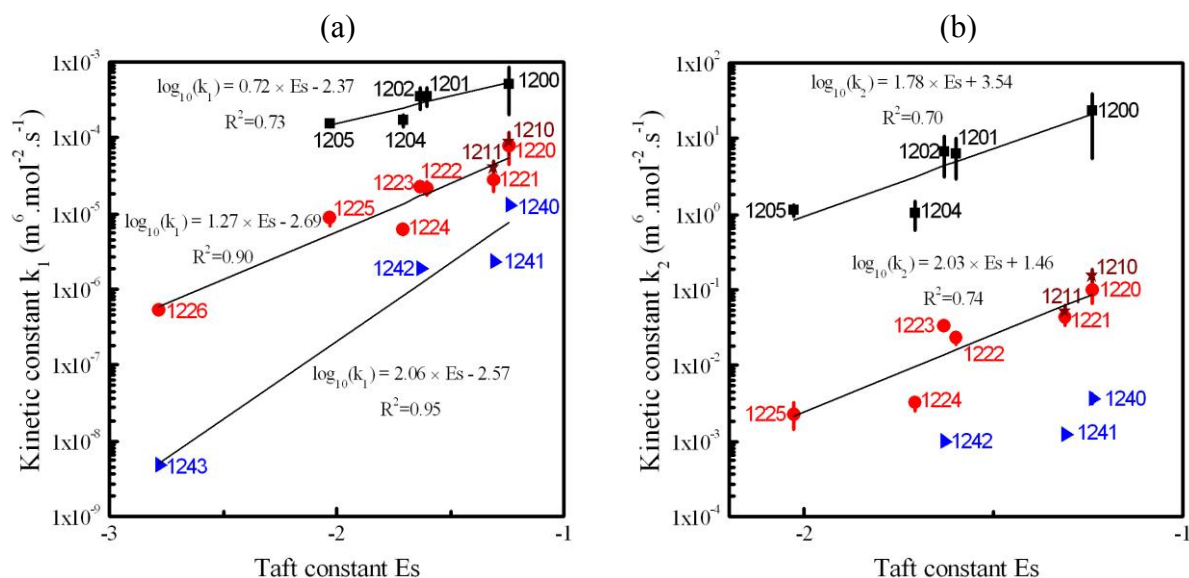 (a)
Kinetic constant k₁ (m⁶.mol⁻².s⁻¹)
1x10⁻³
1x10⁻⁴
1x10⁻⁵
1x10⁻⁶
1x10⁻⁷
1x10⁻⁸
1x10⁻⁹
log₁₀(k₁) = 0.72 × Es - 2.37
R²=0.73
1202
1201
1200
1205
1204
1210
1211
1220
1223
1222
1221
1225
1224
1240
log₁₀(k₁) = 1.27 × Es - 2.69
R²=0.90
1242
1241
1226
log₁₀(k₁) = 2.06 × Es - 2.57
R²=0.95
1243
-3
-2
-1
Taft constant Es
(b)
Kinetic constant k₂ (m⁶.mol⁻².s⁻¹)
1x10²
1x10¹
1x10⁰
1x10⁻¹
1x10⁻²
1x10⁻³
1x10⁻⁴
log₁₀(k₂) = 1.78 × Es + 3.54
R²=0.70
1200
1201
1202
1205
1204
log₁₀(k₂) = 2.03 × Es + 1.46
R²=0.74
1210
1211
1220
1223
1221
1222
1225
1224
1240
1242
1241
-2
-1
Taft constant Es